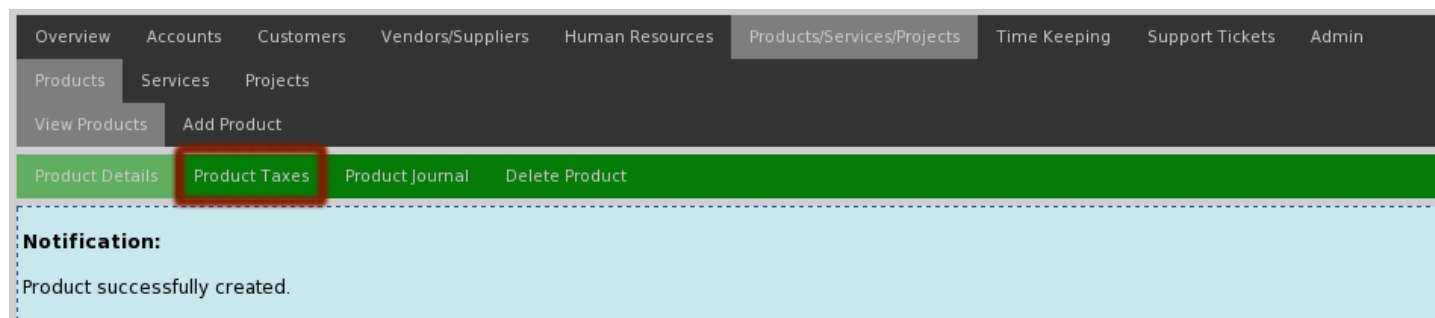 Overview Accounts Customers Vendors/Suppliers Human Resources Products/Services/Projects Time Keeping Support Tickets Admin
Products Services Projects
View Products Add Product
Product Details Product Taxes Product Journal Delete Product
Notification:
Product successfully created.